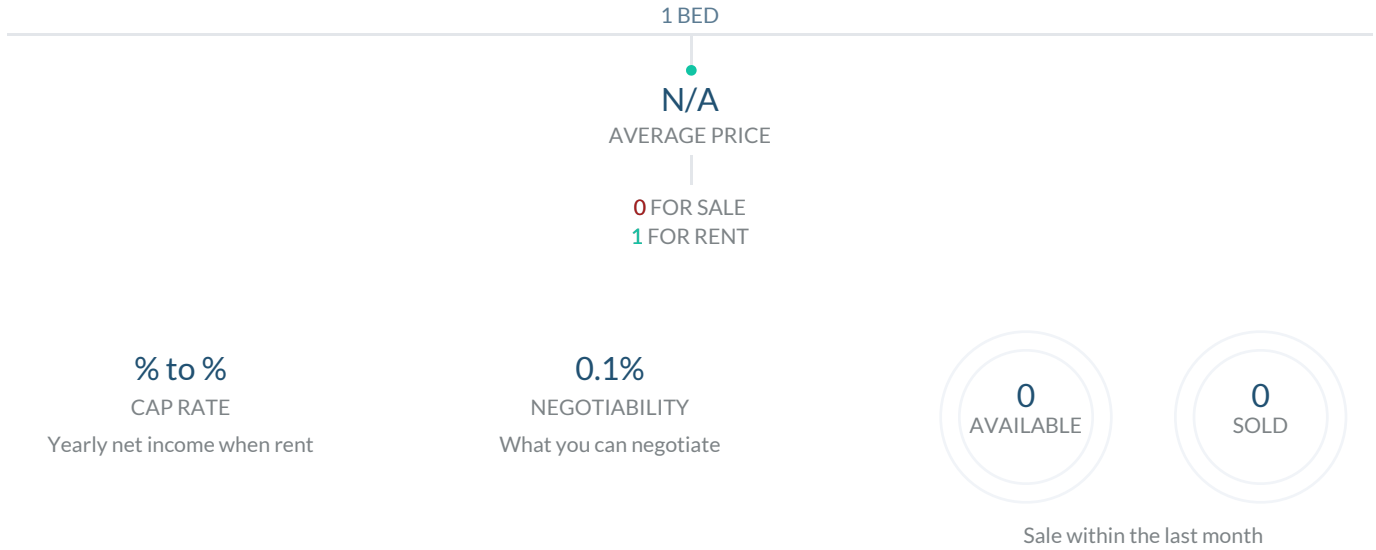 1 BED
N/A
AVERAGE PRICE
0 FOR SALE
1 FOR RENT
% to %
CAP RATE
Yearly net income when rent
0.1%
NEGOTIABILITY
What you can negotiate
0
AVAILABLE
0
SOLD
Sale within the last month